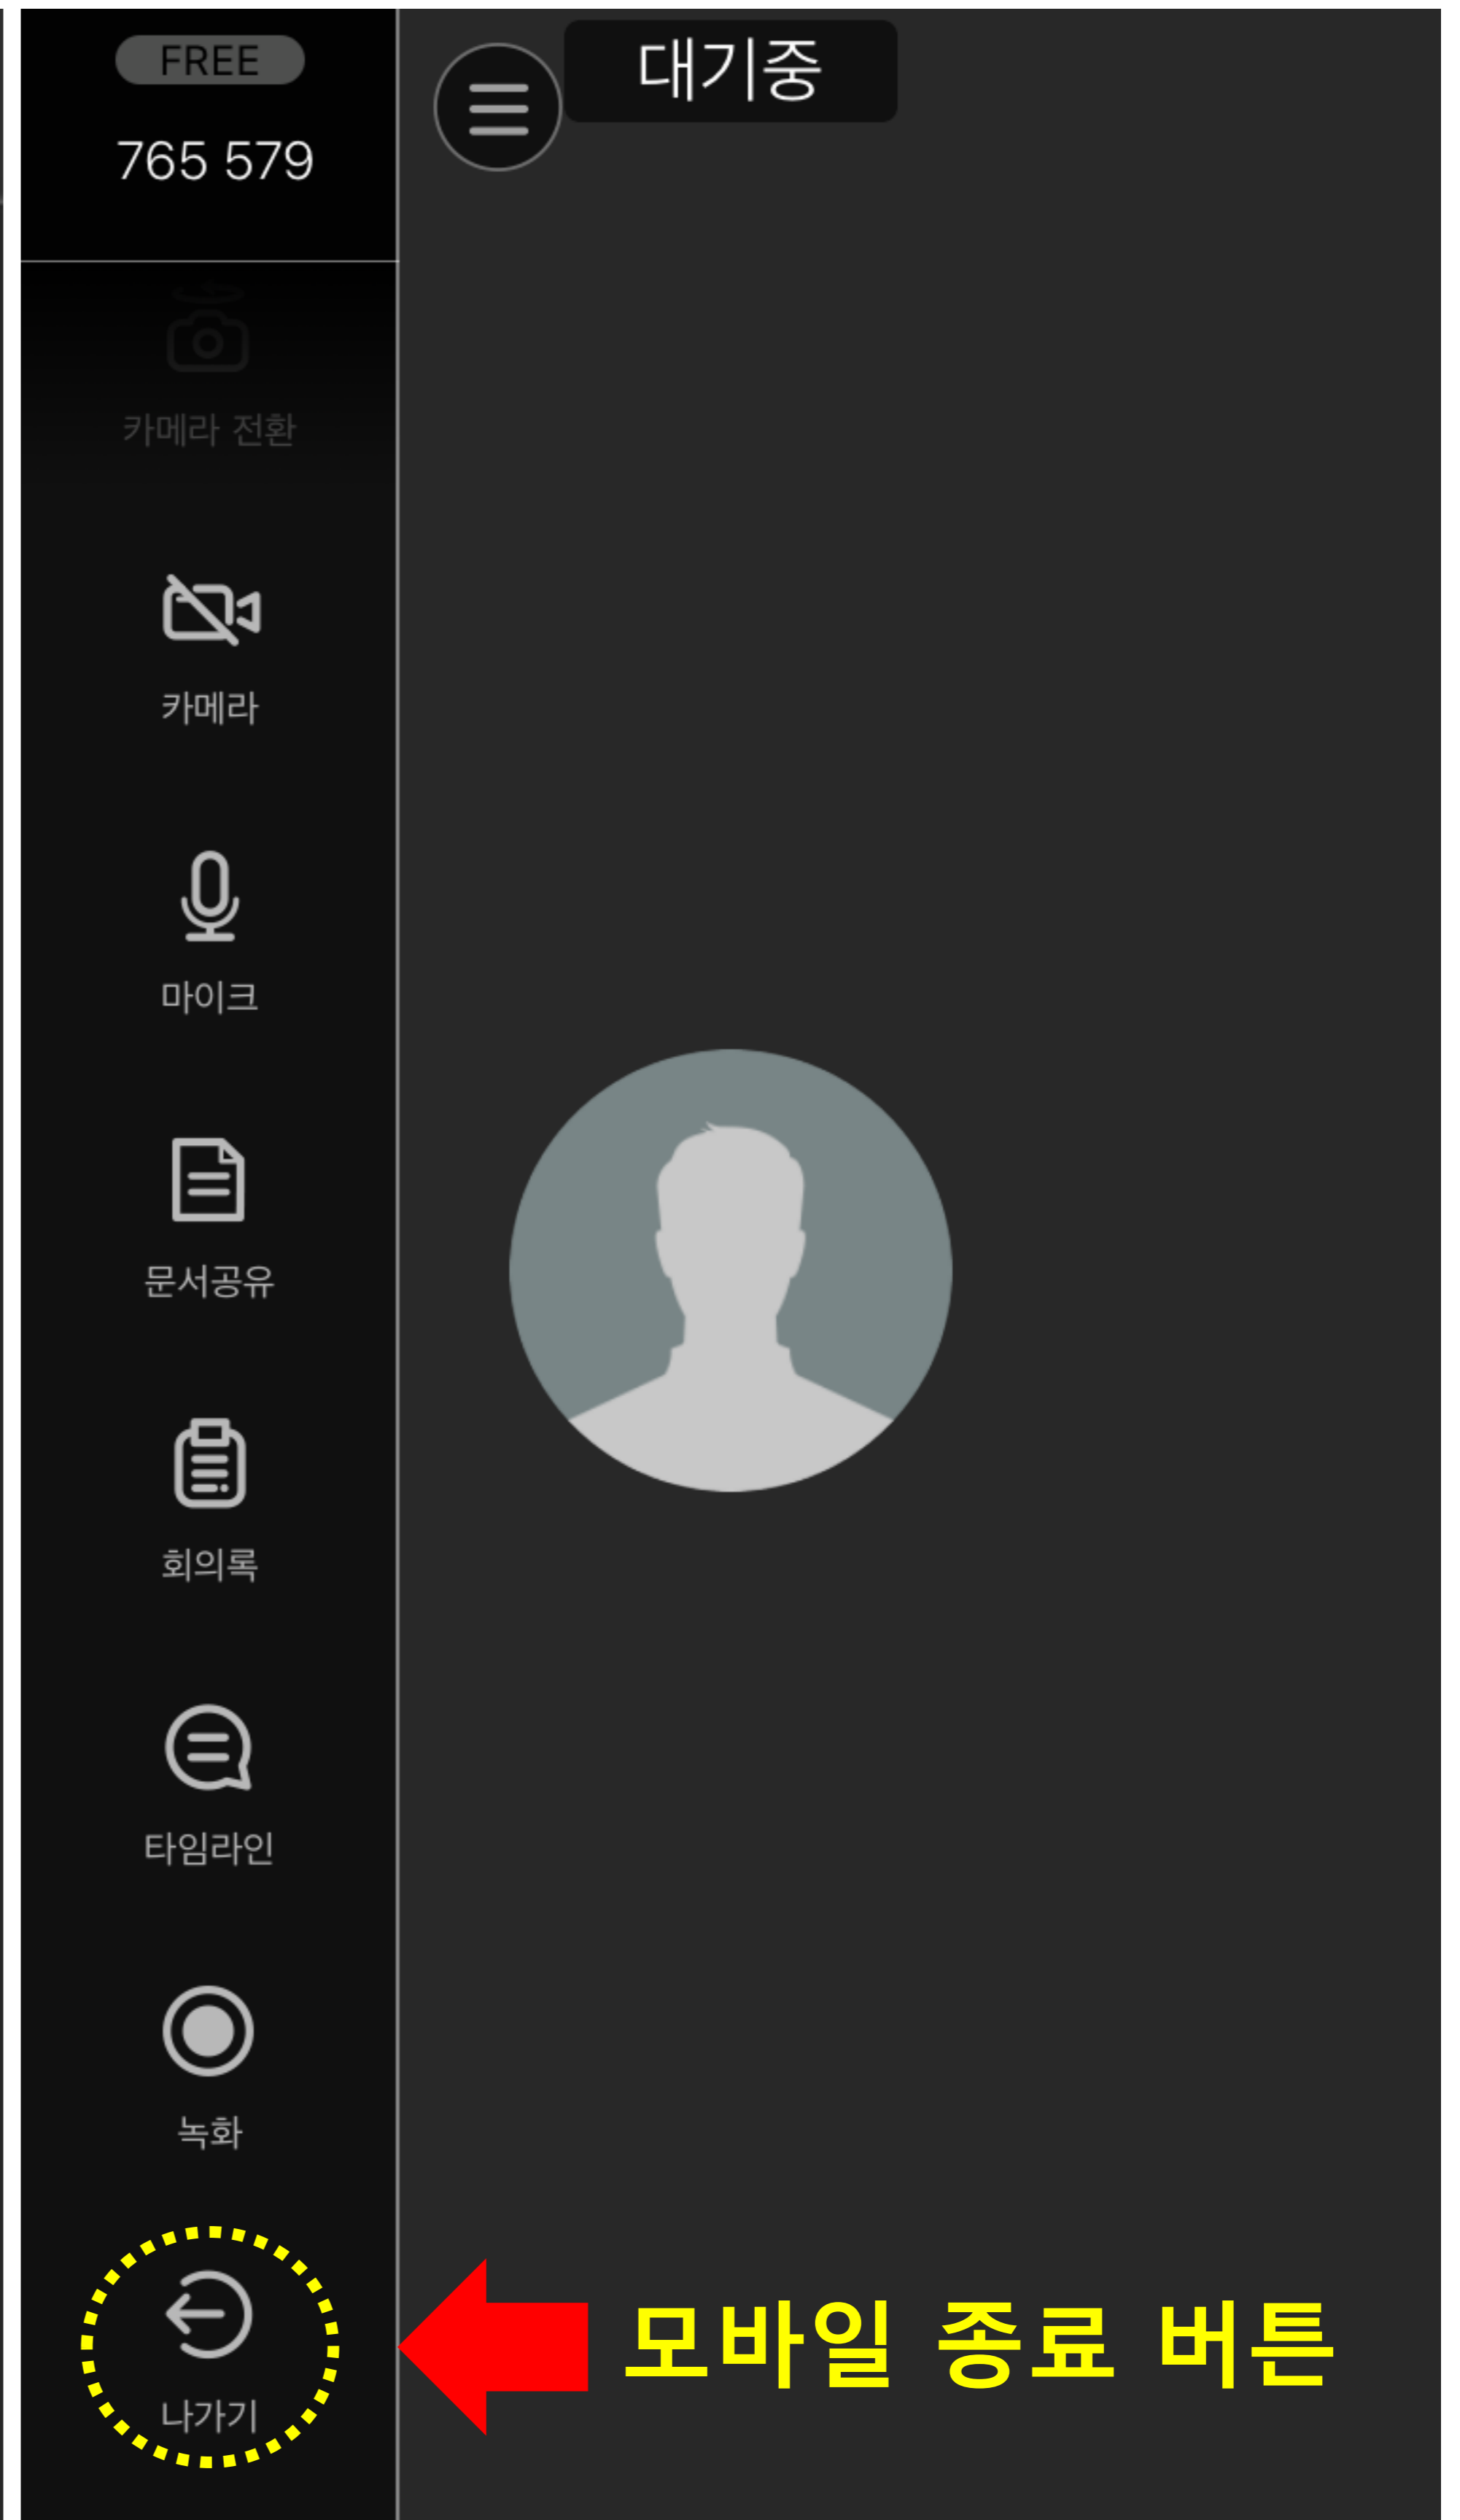 FREE
765 579
대기중
카메라 전환
카메라
마이크
문서공유
회의록
타임라인
녹화
나가기
모바일 종료 버튼